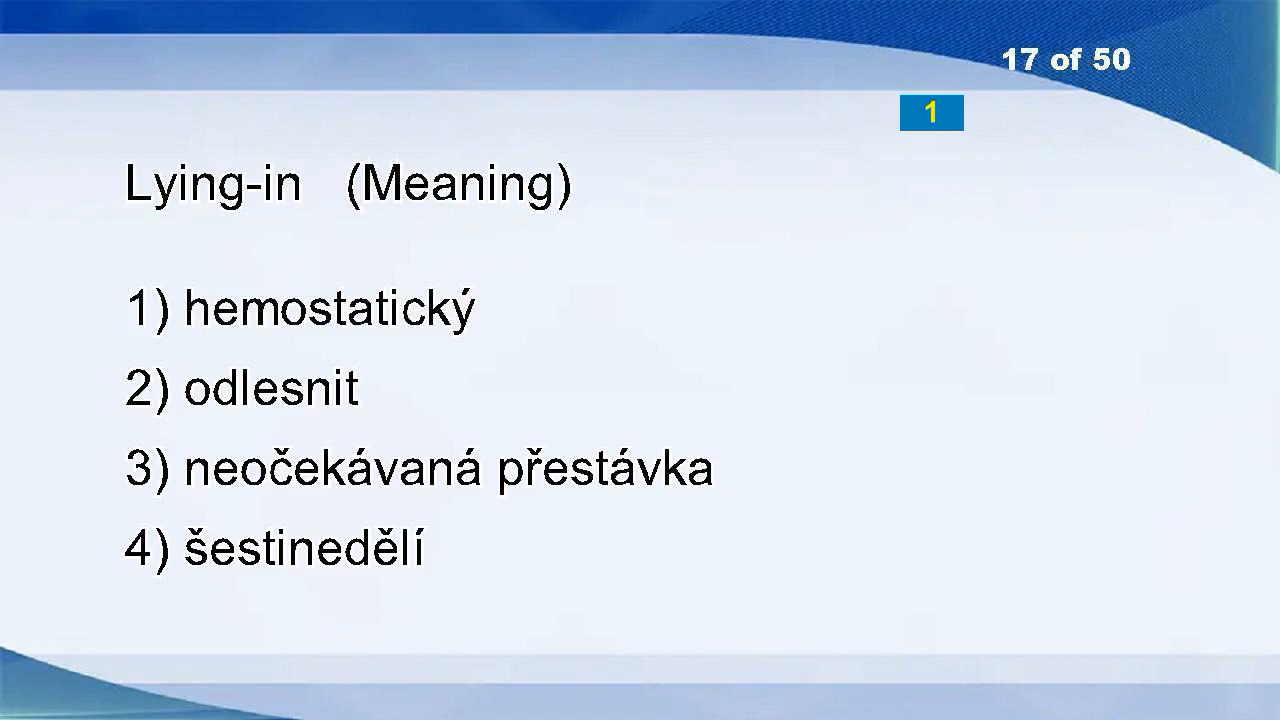 17 of 50
1
Lying-in (Meaning)
1) hemostatický
2) odlesnit
3) neočekávaná přestávka
4) šestinedělí